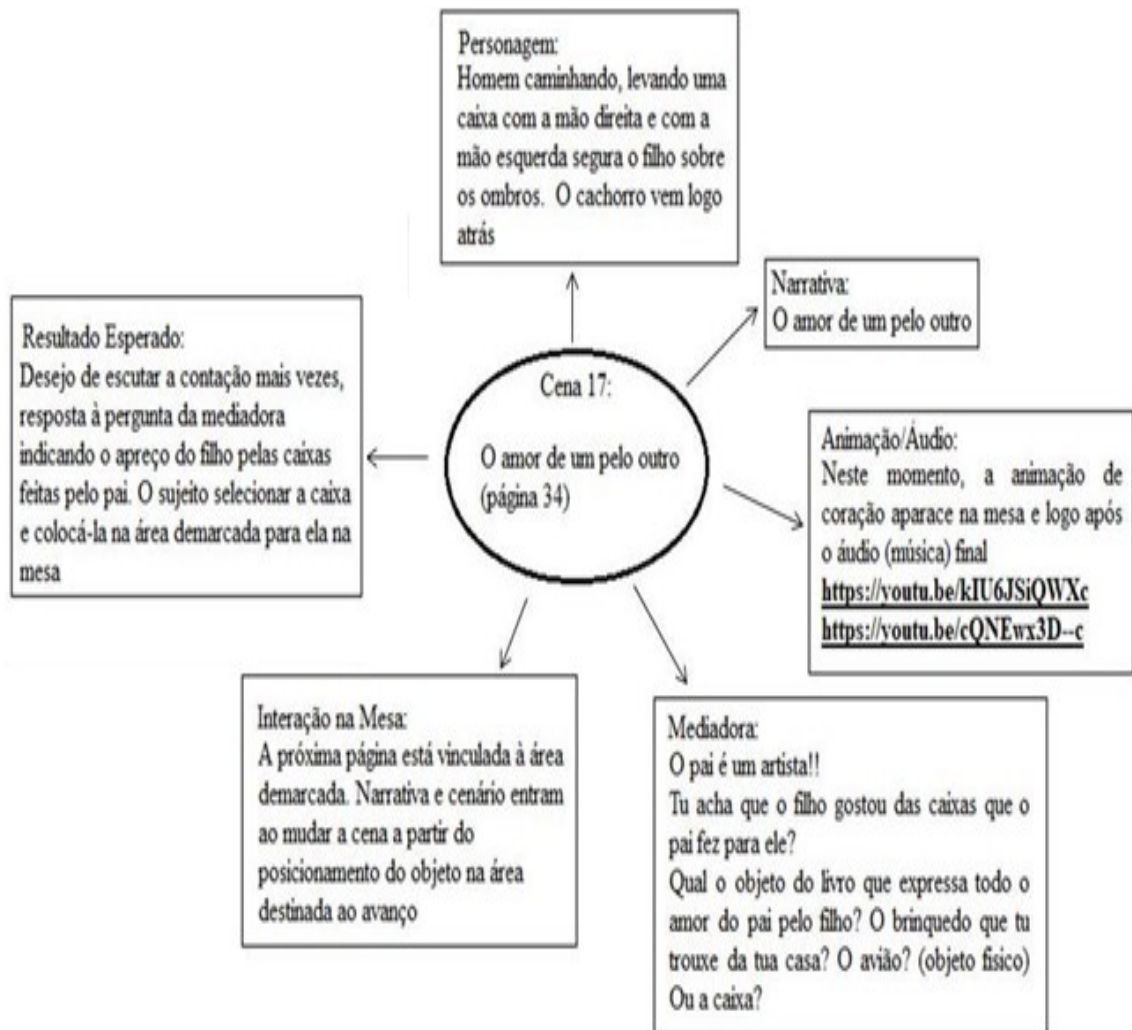 Personagem:
Homem caminhando, levando uma
caixa com a mão direita e com a
mão esquerda segura o filho sobre
os ombros. O cachorro vem logo
atrás
Narrativa:
O amor de um pelo outro
Resultado Esperado:
Desejo de escutar a contação mais vezes,
resposta à pergunta da mediadora
indicando o apreço do filho pelas caixas
feitas pelo pai. O sujeito selecionar a caixa
e colocá-la na área demarcada para ela na
mesa
Cena 17:
O amor de um pelo outro
(página 34)
Animação/Áudio:
Neste momento, a animação de
coração aparace na mesa e logo após
o áudio (música) final
https://youtu.be/kIU6JSiQWXc
https://youtu.be/cQNEwx3D--c
Interação na Mesa:
A próxima página está vinculada à área
demarcada. Narrativa e cenário entram
ao mudar a cena a partir do
posicionamento do objeto na área
destinada ao avanço
Mediadora:
O pai é um artista!!
Tu acha que o filho gostou das caixas que o
pai fez para ele?
Qual o objeto do livro que expressa todo o
amor do pai pelo filho? O brinquedo que tu
trouxe da tua casa? O avião? (objeto fisico)
Ou a caixa?